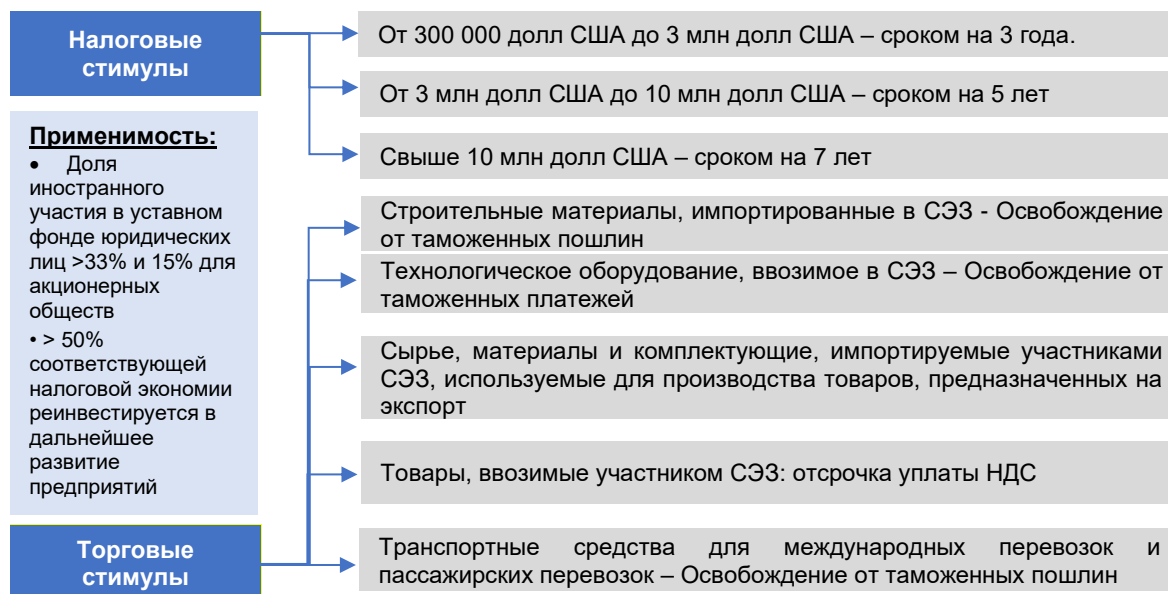 Налоговые
стимулы
От 300 000 долл США до 3 млн долл США – сроком на 3 года.
От 3 млн долл США до 10 млн долл США – сроком на 5 лет
Свыше 10 млн долл США – сроком на 7 лет
Применимость:
• Доля
иностранного
участия в уставном
фонде юридических
лиц >33% и 15% для
акционерных
обществ
• > 50%
соответствующей
налоговой экономии
реинвестируется в
дальнейшее
развитие
предприятий
Торговые
стимулы
Строительные материалы, импортированные в СЭЗ - Освобождение
от таможенных пошлин
Технологическое оборудование, ввозимое в СЭЗ – Освобождение от
таможенных платежей
Сырье, материалы и комплектующие, импортируемые участниками
СЭЗ, используемые для производства товаров, предназначенных на
экспорт
Товары, ввозимые участником СЭЗ: отсрочка уплаты НДС
Транспортные средства для международных перевозок и
пассажирских перевозок – Освобождение от таможенных пошлин